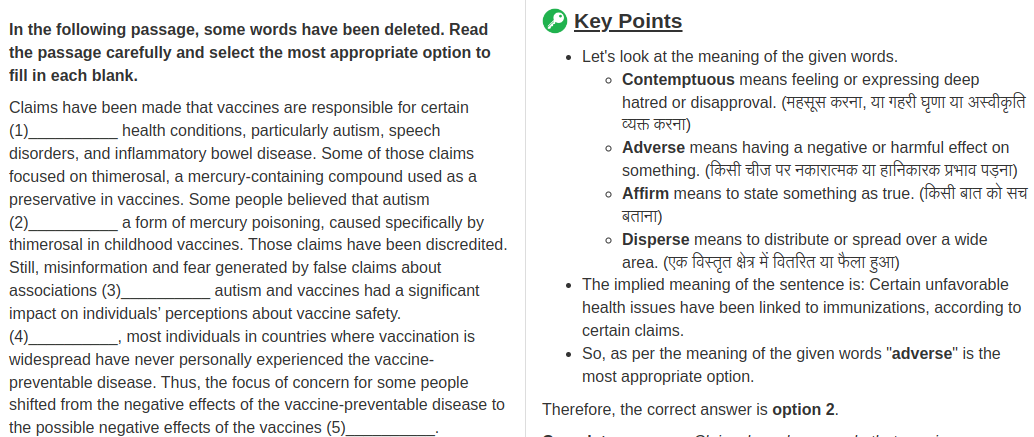 In the following passage, some words have been deleted. Read
the passage carefully and select the most appropriate option to
fill in each blank.
Claims have been made that vaccines are responsible for certain
(1)__________ health conditions, particularly autism, speech
disorders, and inflammatory bowel disease. Some of those claims
focused on thimerosal, a mercury-containing compound used as a
preservative in vaccines. Some people believed that autism
(2)__________ a form of mercury poisoning, caused specifically by
thimerosal in childhood vaccines. Those claims have been discredited.
Still, misinformation and fear generated by false claims about
associations (3)__________ autism and vaccines had a significant
impact on individuals’ perceptions about vaccine safety.
(4)__________, most individuals in countries where vaccination is
widespread have never personally experienced the vaccine-
preventable disease. Thus, the focus of concern for some people
shifted from the negative effects of the vaccine-preventable disease to
the possible negative effects of the vaccines (5)__________.
Key Points
• Let's look at the meaning of the given words.
◦ Contemptuous means feeling or expressing deep
hatred or disapproval. (महसूस करना, या गहरी घृणा या अस्वीकृति
व्यक्त करना)
◦ Adverse means having a negative or harmful effect on
something. (किसी चीज पर नकारात्मक या हानिकारक प्रभाव पड़ना)
◦ Affirm means to state something as true. (किसी बात को सच
बताना)
◦ Disperse means to distribute or spread over a wide
area. (एक विस्तृत क्षेत्र में वितरित या फैला हुआ)
• The implied meaning of the sentence is: Certain unfavorable
health issues have been linked to immunizations, according to
certain claims.
• So, as per the meaning of the given words "adverse" is the
most appropriate option.
Therefore, the correct answer is option 2.